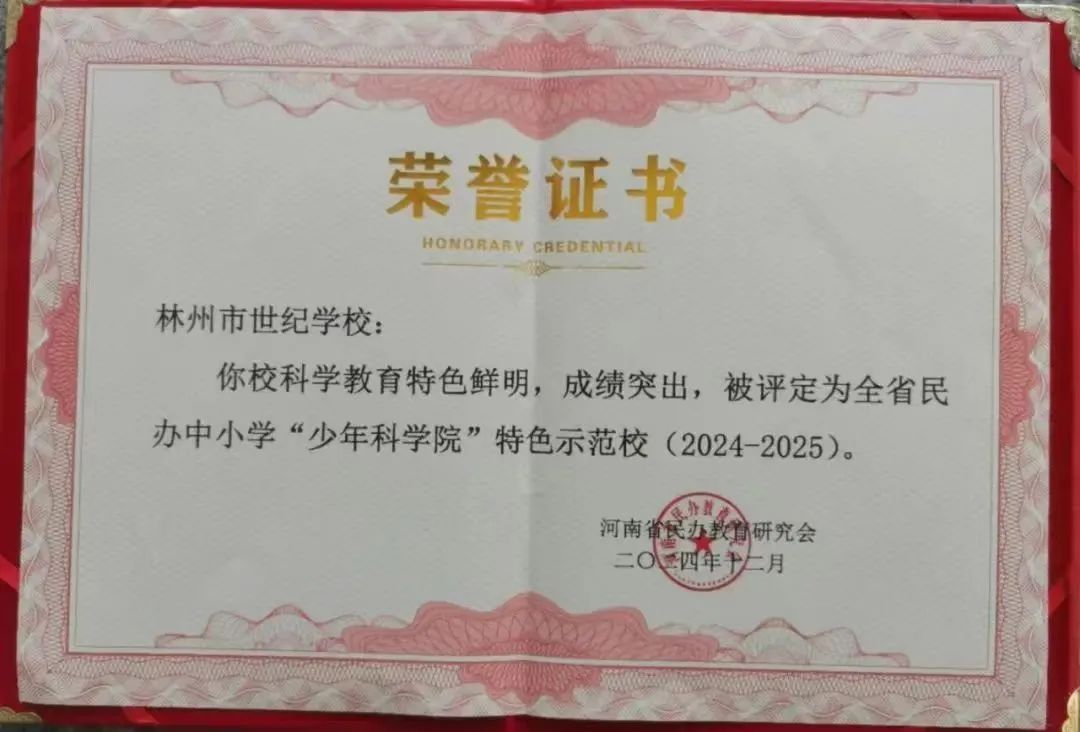 荣誉证书
HONORARY CREDENTIAL
林州市世纪学校：
你校科学教育特色鲜明，成绩突出，被评定为全省民
办中小学“少年科学院”特色示范校（2024-2025）。
河南省民办教育研究会
二〇二四年十二月